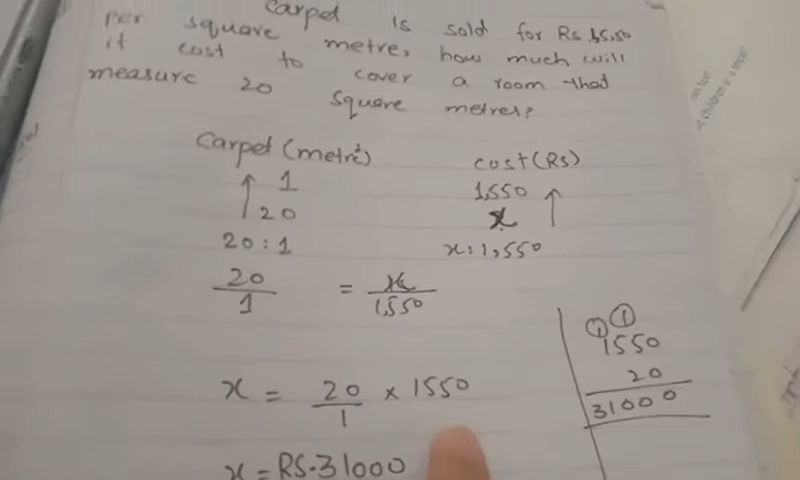 Carpet is sold for Rs 1,550
per square metre, how much will
it cost to cover a room that
measure 20 square metres?
Carpet (metre²) cost (Rs)
1 1,550
20 x
20 : 1 x : 1,550
20/1 = x/1,550
1550
20
31000
x = 20/1 × 1550
x = RS.31000